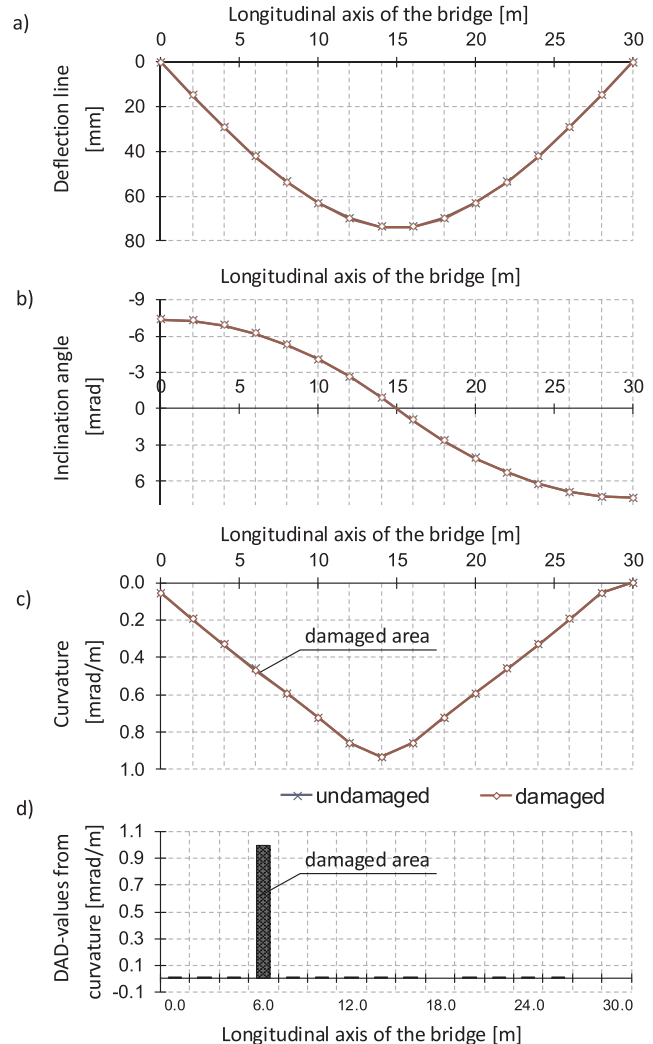 Longitudinal axis of the bridge [m]
a)
0 5 10 15 20 25 30
Deflection line
[mm]
0
20
40
60
80
Longitudinal axis of the bridge [m]
b)
Inclination angle
[mrad]
-9
-6
-3
0 5 10 15 20 25 30
0
3
6
Longitudinal axis of the bridge [m]
0 5 10 15 20 25 30
c)
Curvature
[mrad/m]
0.0
0.2
0.4
0.6
0.8
1.0
damaged area
undamaged damaged
d)
DAD-values from
curvature [mrad/m]
1.1
0.9
0.7
0.5
0.3
0.1
-0.1
damaged area
0.0 6.0 12.0 18.0 24.0 30.0
Longitudinal axis of the bridge [m]